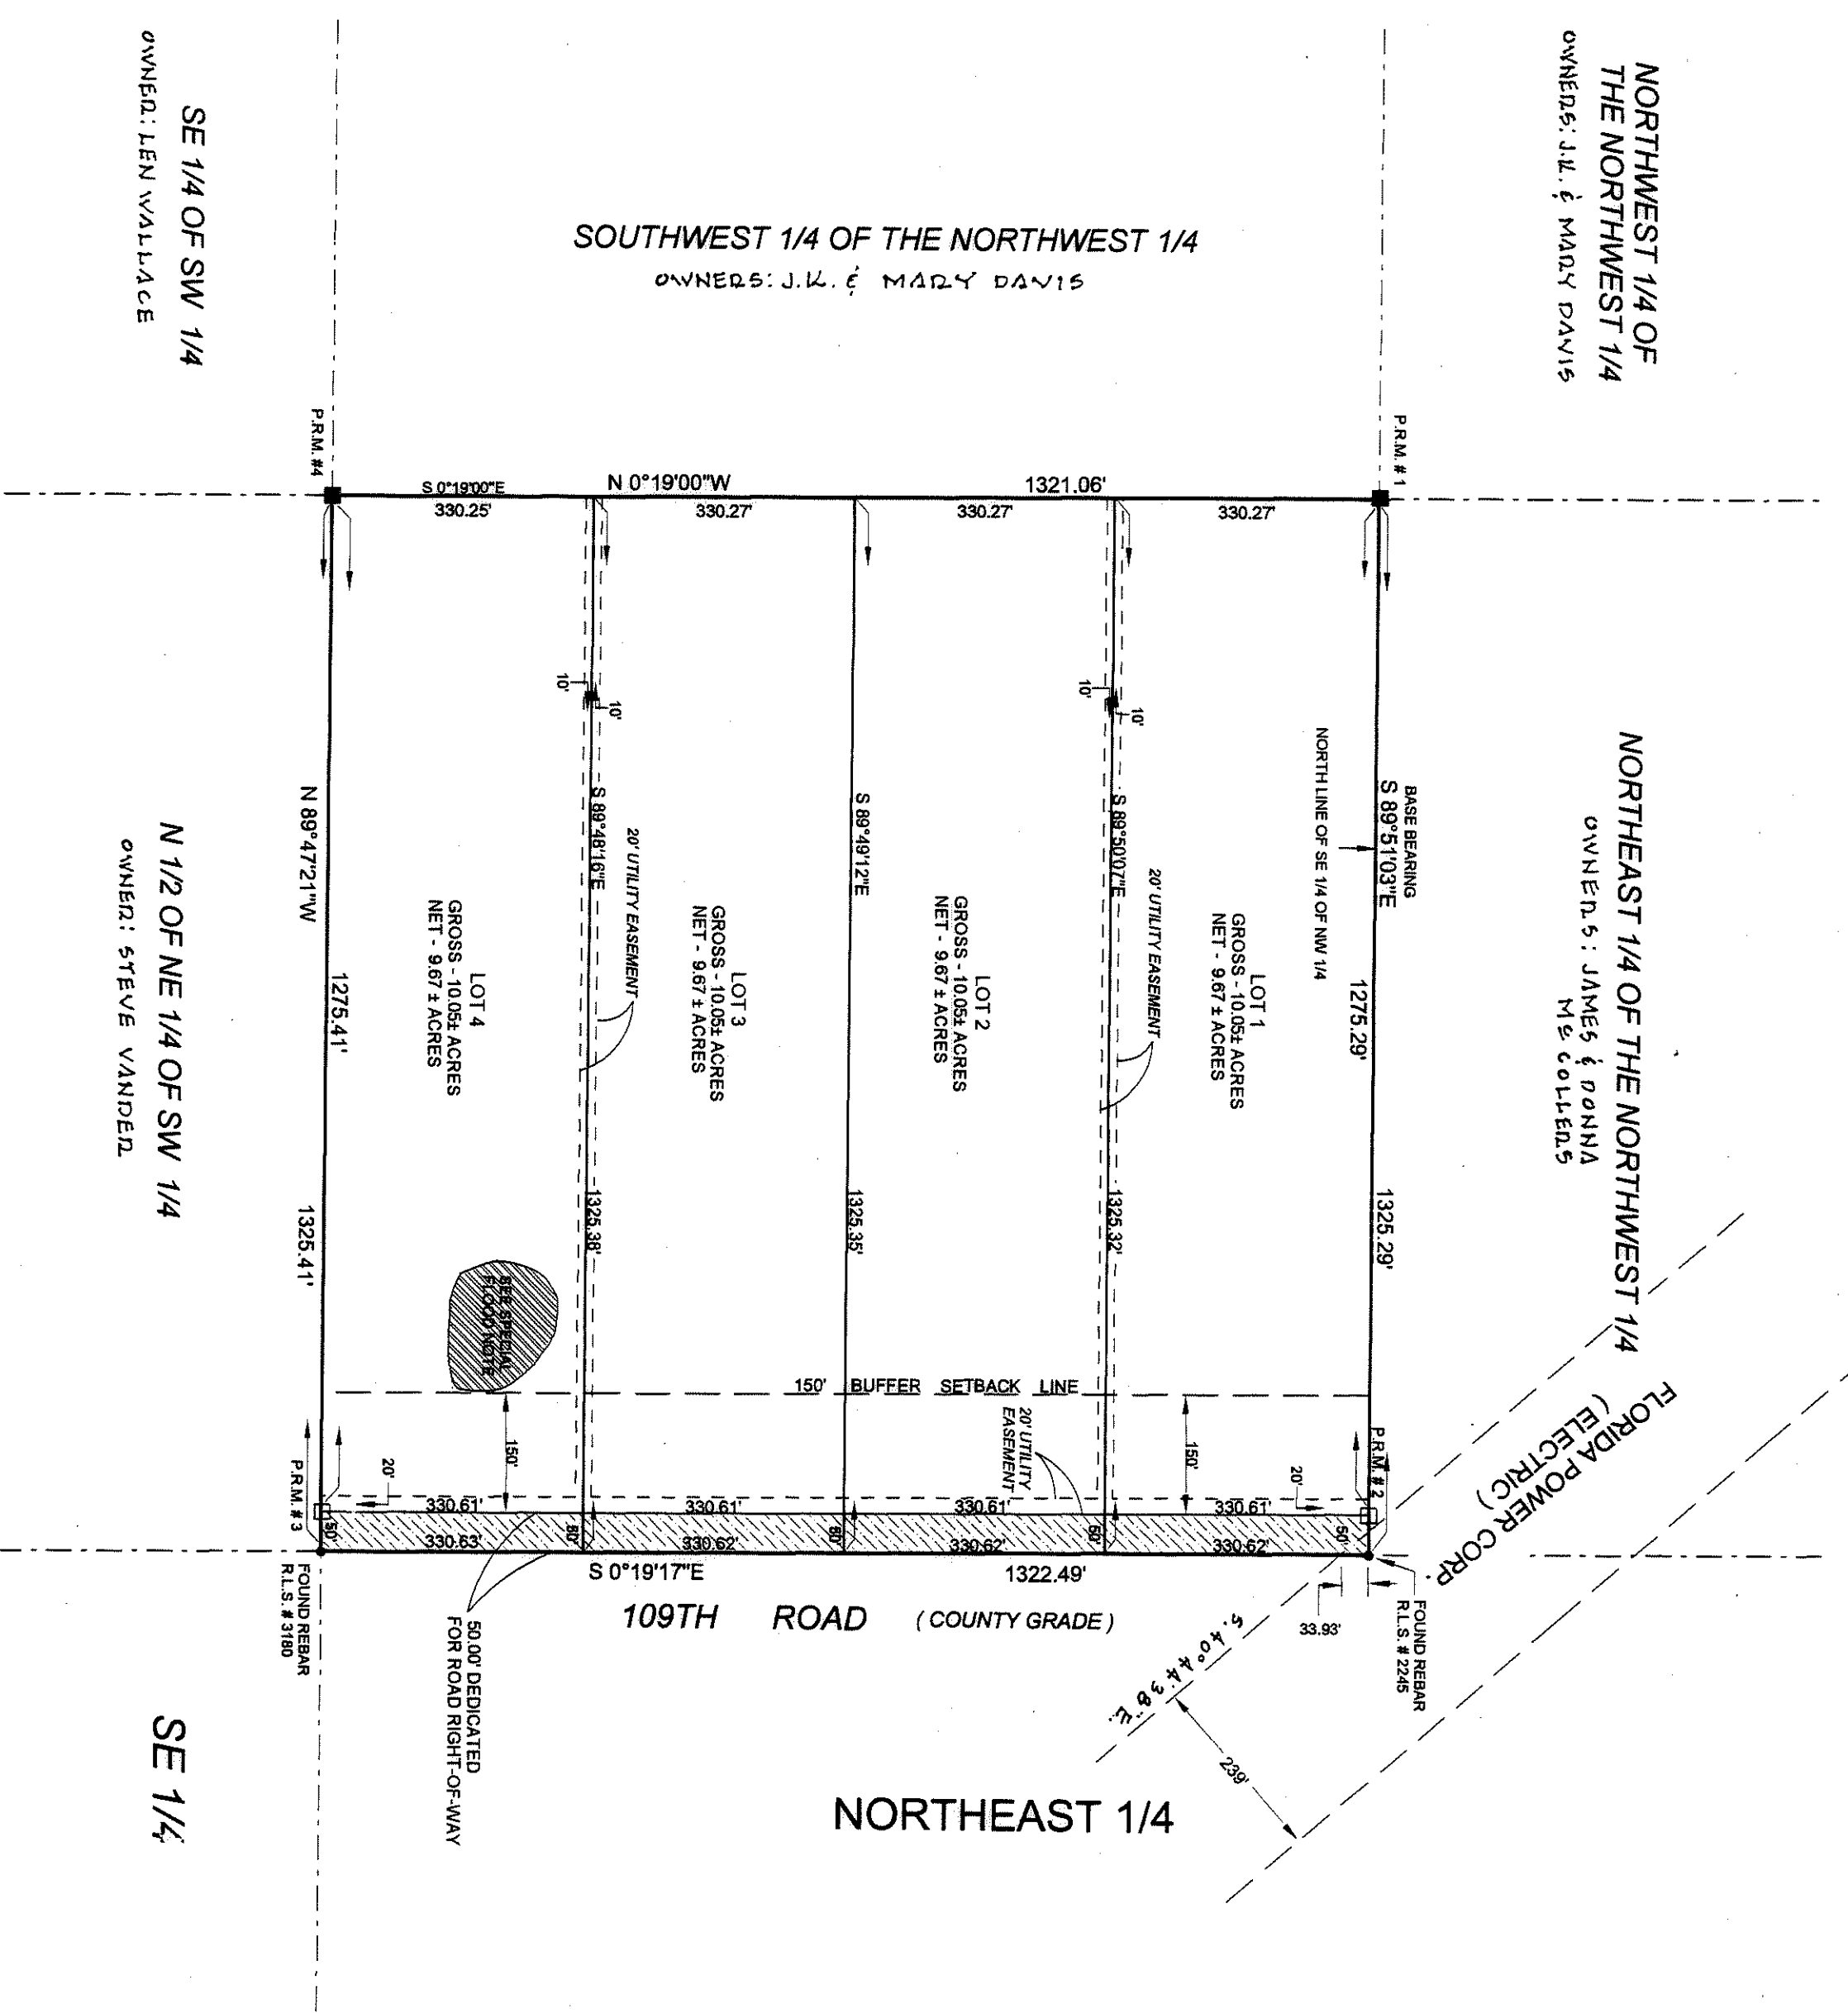 NORTHWEST 1/4 OF
THE NORTHWEST 1/4
OWNERS: J.K. & MARY DAVIS
SOUTHWEST 1/4 OF THE NORTHWEST 1/4
OWNERS: J.K. & MARY DAVIS
SE 1/4 OF SW 1/4
OWNER: LEN WALLACE
P.R.M. # 1
P.R.M. #4
S 0°19'00"E
330.25'
N 0°19'00"W
330.27'
1321.06'
330.27'
330.27'
NORTHEAST 1/4 OF THE NORTHWEST 1/4
OWNERS: JAMES & DONNA
Mc COLLERS
BASE BEARING
S 89°51'03"E
1275.29'
1325.29'
NORTH LINE OF SE 1/4 OF NW 1/4
LOT 1
GROSS - 10.05± ACRES
NET - 9.67 ± ACRES
20' UTILITY EASEMENT
10'
10'
S 89°50'07"E
1325.32'
LOT 2
GROSS - 10.05± ACRES
NET - 9.67 ± ACRES
S 89°49'12"E
1325.35'
LOT 3
GROSS - 10.05± ACRES
NET - 9.67 ± ACRES
20' UTILITY EASEMENT
10'
10'
S 89°48'16"E
1325.38'
LOT 4
GROSS - 10.05± ACRES
NET - 9.67 ± ACRES
SEE SPECIAL
FLOOD NOTE
N 89°47'21"W
1275.41'
1325.41'
N 1/2 OF NE 1/4 OF SW 1/4
OWNER: STEVE VANDER
150' BUFFER SETBACK LINE
150'
150'
20' UTILITY
EASEMENT
20'
20'
P.R.M. # 2
P.R.M. # 3
330.61'
330.61'
330.61'
330.61'
50'
50'
50'
330.63'
330.62'
330.62'
330.62'
S 0°19'17"E
1322.49'
109TH ROAD ( COUNTY GRADE )
50.00' DEDICATED
FOR ROAD RIGHT-OF-WAY
FOUND REBAR
R.L.S. # 3180
FOUND REBAR
R.L.S. # 2245
33.93'
FLORIDA POWER CORP.
( ELECTRIC )
S. 40° 44' 38" E.
239'
NORTHEAST 1/4
SE 1/4